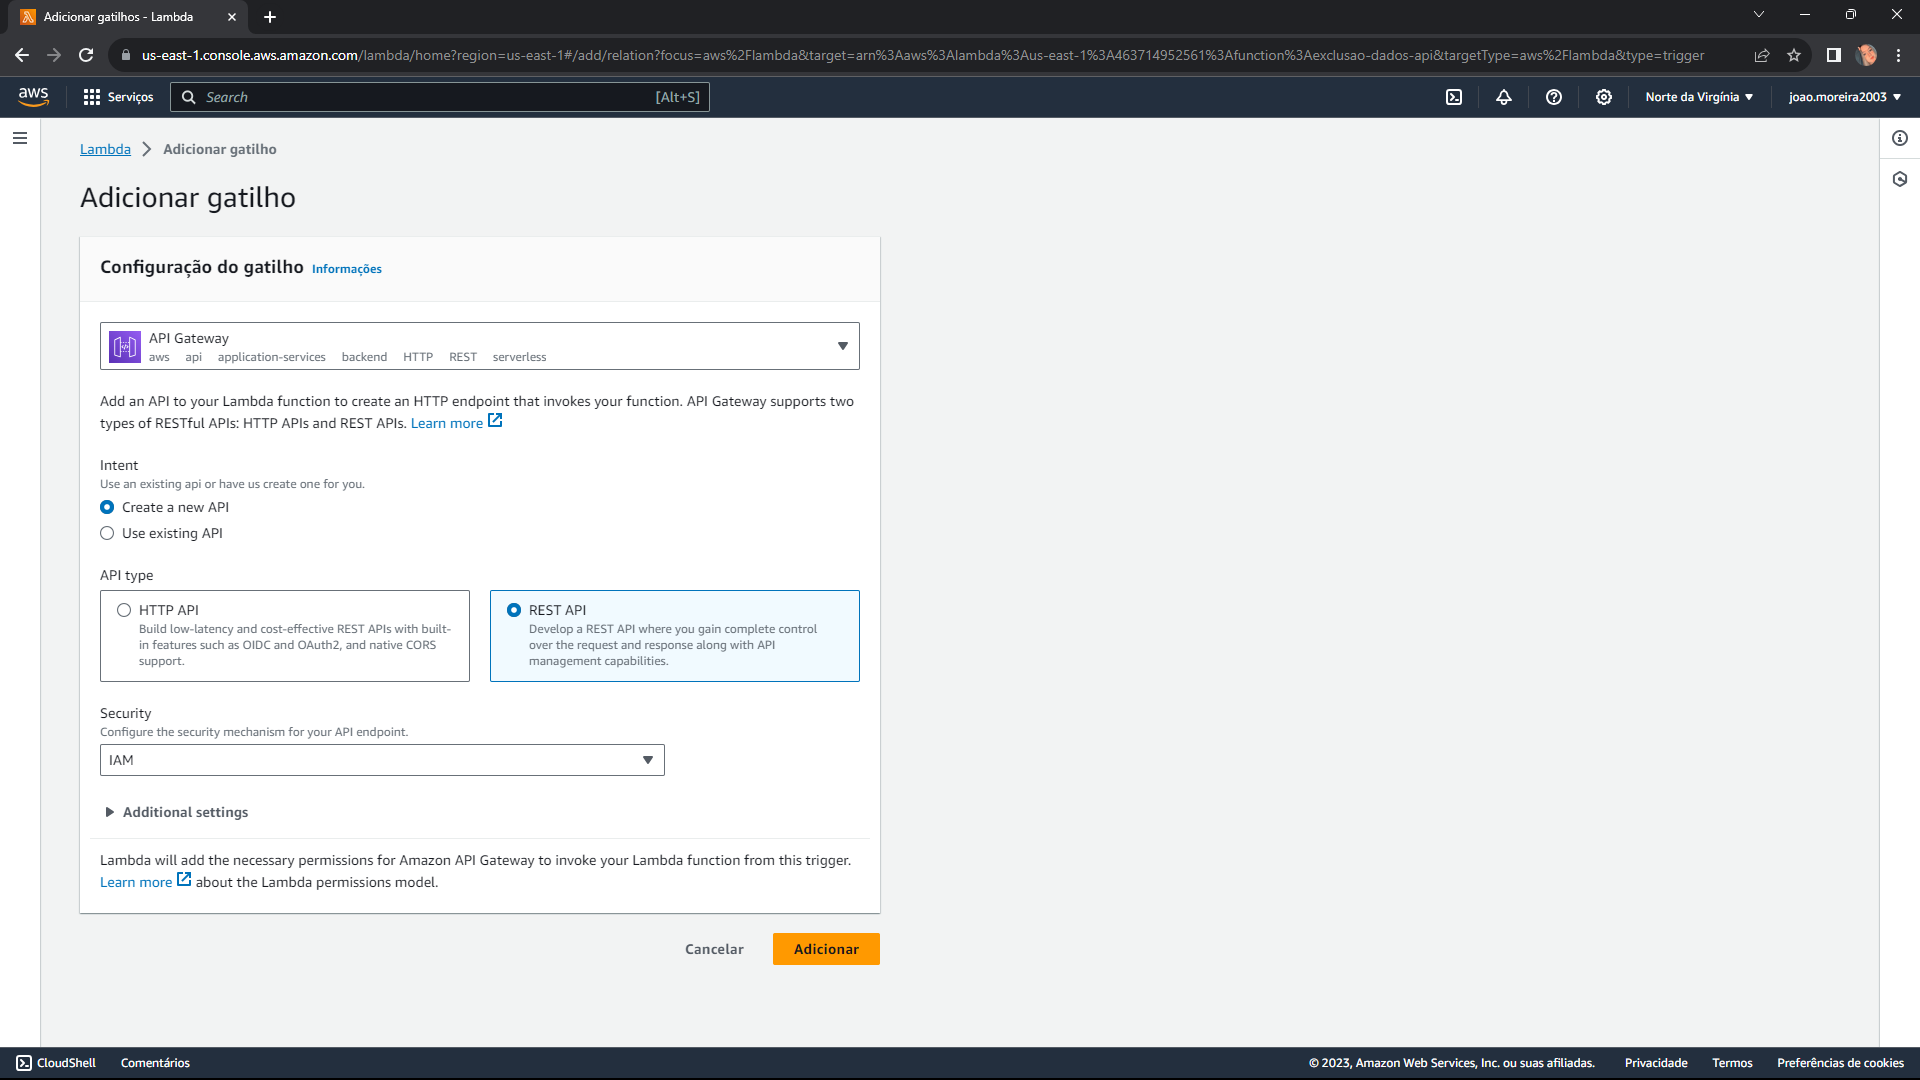 Adicionar gatilhos - Lambda
us-east-1.console.aws.amazon.com/lambda/home?region=us-east-1#/add/relation?focus=aws%2Flambda&target=arn%3Aaws%3Alambda%3Aus-east-1%3A463714952561%3Afunction%3Aexclusao-dados-api&targetType=aws%2Flambda&type=trigger
aws Serviços Search [Alt+S] Norte da Virgínia joao.moreira2003
Lambda Adicionar gatilho
Adicionar gatilho
Configuração do gatilho Informações
API Gateway
aws api application-services backend HTTP REST serverless
Add an API to your Lambda function to create an HTTP endpoint that invokes your function. API Gateway supports two
types of RESTful APIs: HTTP APIs and REST APIs. Learn more
Intent
Use an existing api or have us create one for you.
Create a new API
Use existing API
API type
HTTP API
Build low-latency and cost-effective REST APIs with built-
in features such as OIDC and OAuth2, and native CORS
support.
REST API
Develop a REST API where you gain complete control
over the request and response along with API
management capabilities.
Security
Configure the security mechanism for your API endpoint.
IAM
Additional settings
Lambda will add the necessary permissions for Amazon API Gateway to invoke your Lambda function from this trigger.
Learn more about the Lambda permissions model.
Cancelar Adicionar
CloudShell Comentários © 2023, Amazon Web Services, Inc. ou suas afiliadas. Privacidade Termos Preferências de cookies